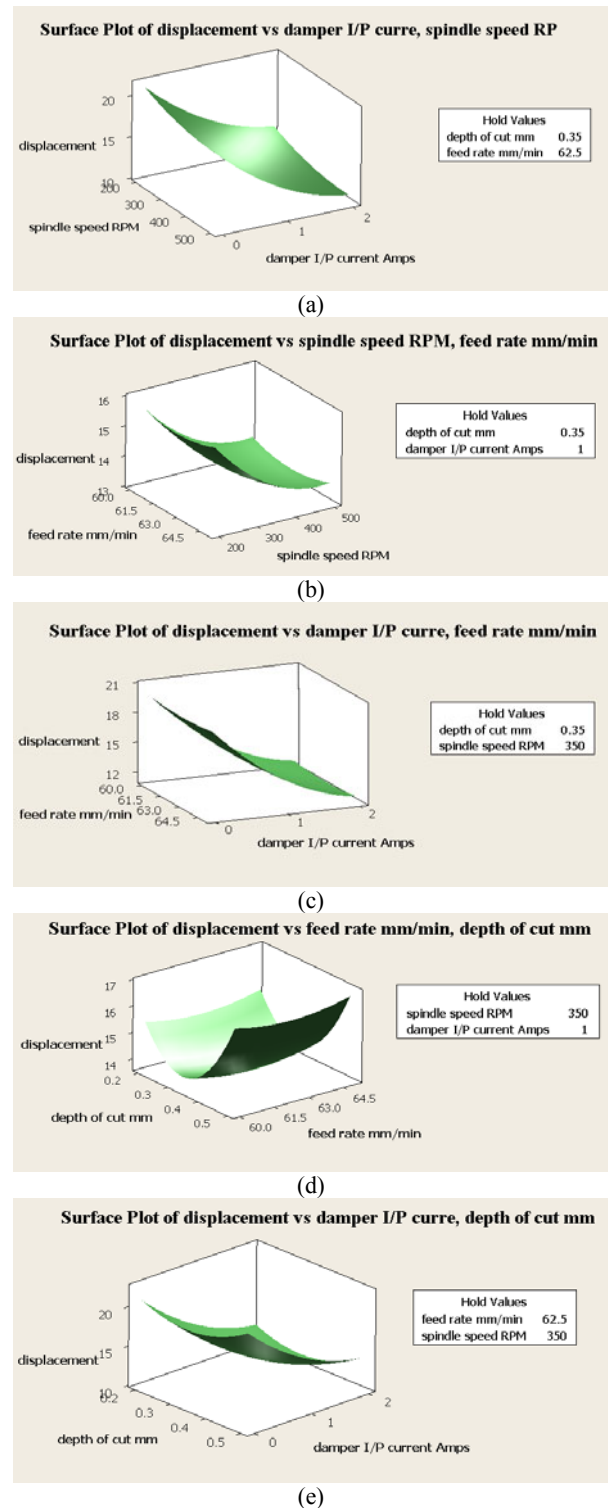 Surface Plot of displacement vs damper I/P curre, spindle speed RP
Hold Values
depth of cut mm 0.35
feed rate mm/min 62.5
20
15
10
displacement
200
300
400
500
spindle speed RPM
0
1
2
damper I/P current Amps
(a)
Surface Plot of displacement vs spindle speed RPM, feed rate mm/min
Hold Values
depth of cut mm 0.35
damper I/P current Amps 1
16
15
14
13
displacement
60.0
61.5
63.0
64.5
feed rate mm/min
200
300
400
500
spindle speed RPM
(b)
Surface Plot of displacement vs damper I/P curre, feed rate mm/min
Hold Values
depth of cut mm 0.35
spindle speed RPM 350
21
18
15
12
displacement
60.0
61.5
63.0
64.5
feed rate mm/min
0
1
2
damper I/P current Amps
(c)
Surface Plot of displacement vs feed rate mm/min, depth of cut mm
Hold Values
spindle speed RPM 350
damper I/P current Amps 1
17
16
15
14
displacement
0.2
0.3
0.4
0.5
depth of cut mm
60.0
61.5
63.0
64.5
feed rate mm/min
(d)
Surface Plot of displacement vs damper I/P curre, depth of cut mm
Hold Values
feed rate mm/min 62.5
spindle speed RPM 350
20
15
10
displacement
0.2
0.3
0.4
0.5
depth of cut mm
0
1
2
damper I/P current Amps
(e)